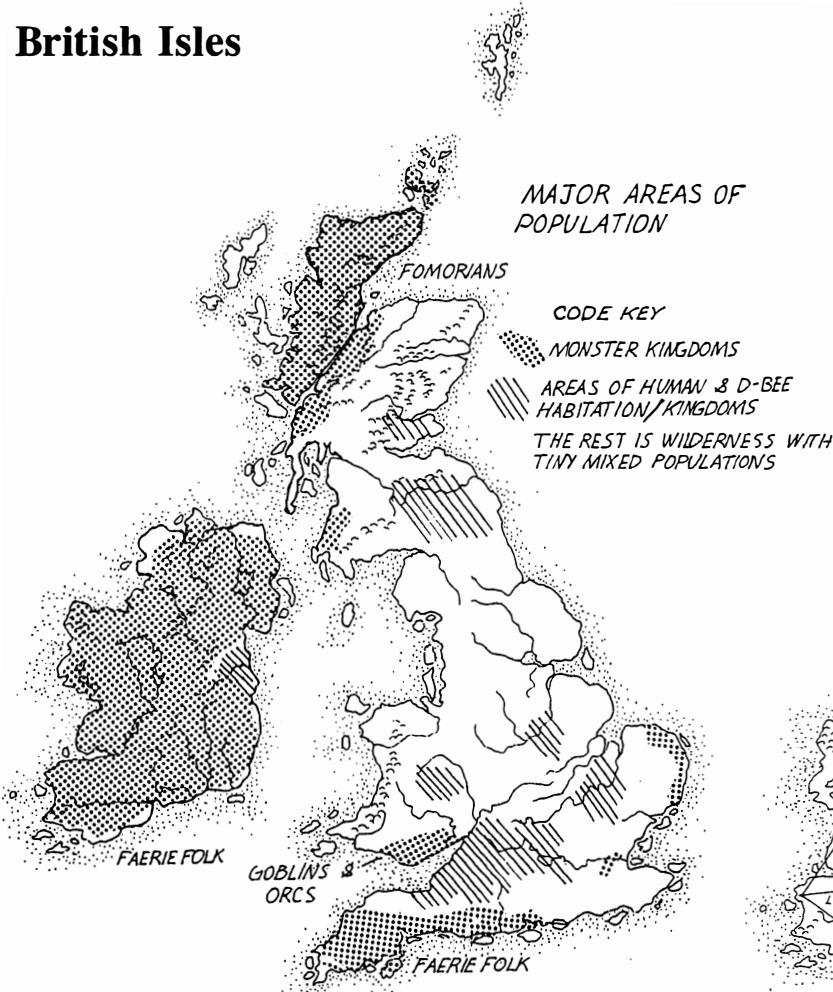 British Isles
MAJOR AREAS OF
POPULATION
FOMORIANS
CODE KEY
MONSTER KINGDOMS
AREAS OF HUMAN & D-BEE
HABITATION/KINGDOMS
THE REST IS WILDERNESS WITH
TINY MIXED POPULATIONS
FAERIE FOLK
GOBLINS &
ORCS
FAERIE FOLK